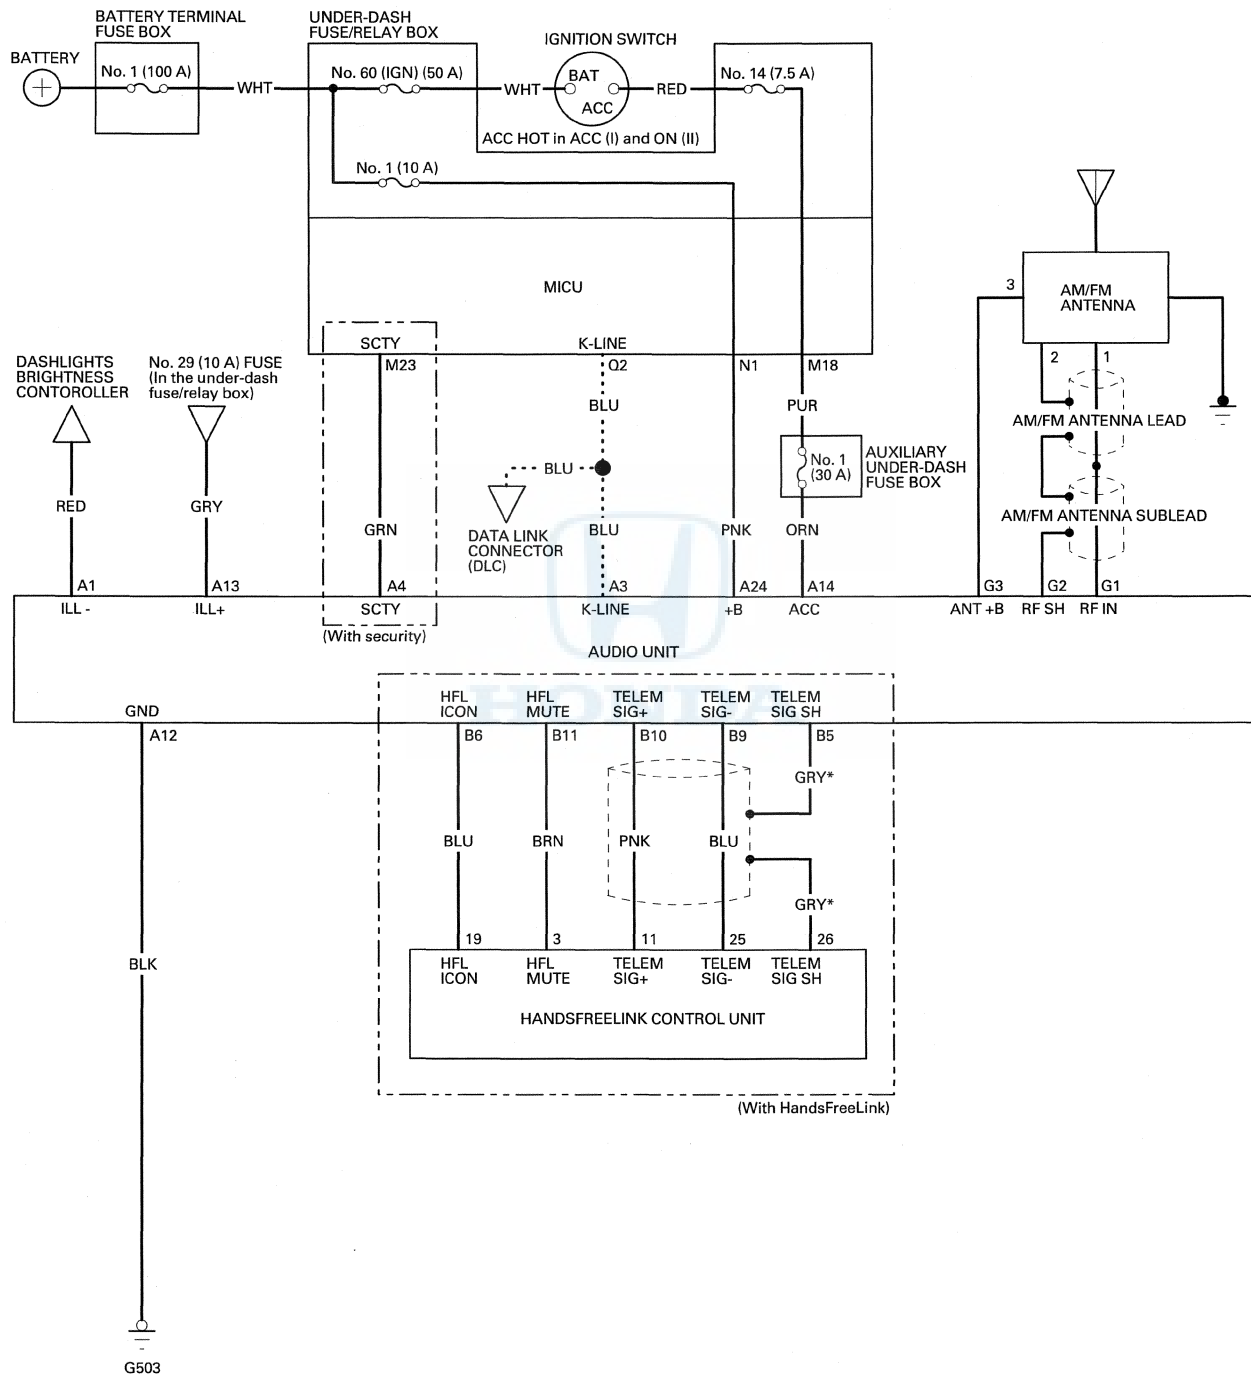 BATTERY TERMINAL
FUSE BOX
UNDER-DASH
FUSE/RELAY BOX
IGNITION SWITCH
BATTERY
No. 1 (100 A)
WHT
No. 60 (IGN) (50 A)
WHT
BAT
ACC
RED
No. 14 (7.5 A)
ACC HOT in ACC (I) and ON (II)
No. 1 (10 A)
MICU
3
AM/FM
ANTENNA
SCTY
K-LINE
2
1
M23
Q2
N1
M18
DASHLIGHTS
BRIGHTNESS
CONTOROLLER
No. 29 (10 A) FUSE
(In the under-dash
fuse/relay box)
BLU
PUR
AM/FM ANTENNA LEAD
No. 1
(30 A)
AUXILIARY
UNDER-DASH
FUSE BOX
BLU
RED
GRY
GRN
DATA LINK
CONNECTOR
(DLC)
BLU
PNK
ORN
AM/FM ANTENNA SUBLEAD
A1
A13
A4
A3
A24
A14
G3
G2
G1
ILL -
ILL+
SCTY
K-LINE
+B
ACC
ANT +B
RF SH
RF IN
(With security)
AUDIO UNIT
GND
HFL
ICON
HFL
MUTE
TELEM
SIG+
TELEM
SIG-
TELEM
SIG SH
HONDA
A12
B6
B11
B10
B9
B5
GRY*
BLU
BRN
PNK
BLU
GRY*
19
3
11
25
26
BLK
HFL
ICON
HFL
MUTE
TELEM
SIG+
TELEM
SIG-
TELEM
SIG SH
HANDSFREELINK CONTROL UNIT
(With HandsFreeLink)
G503